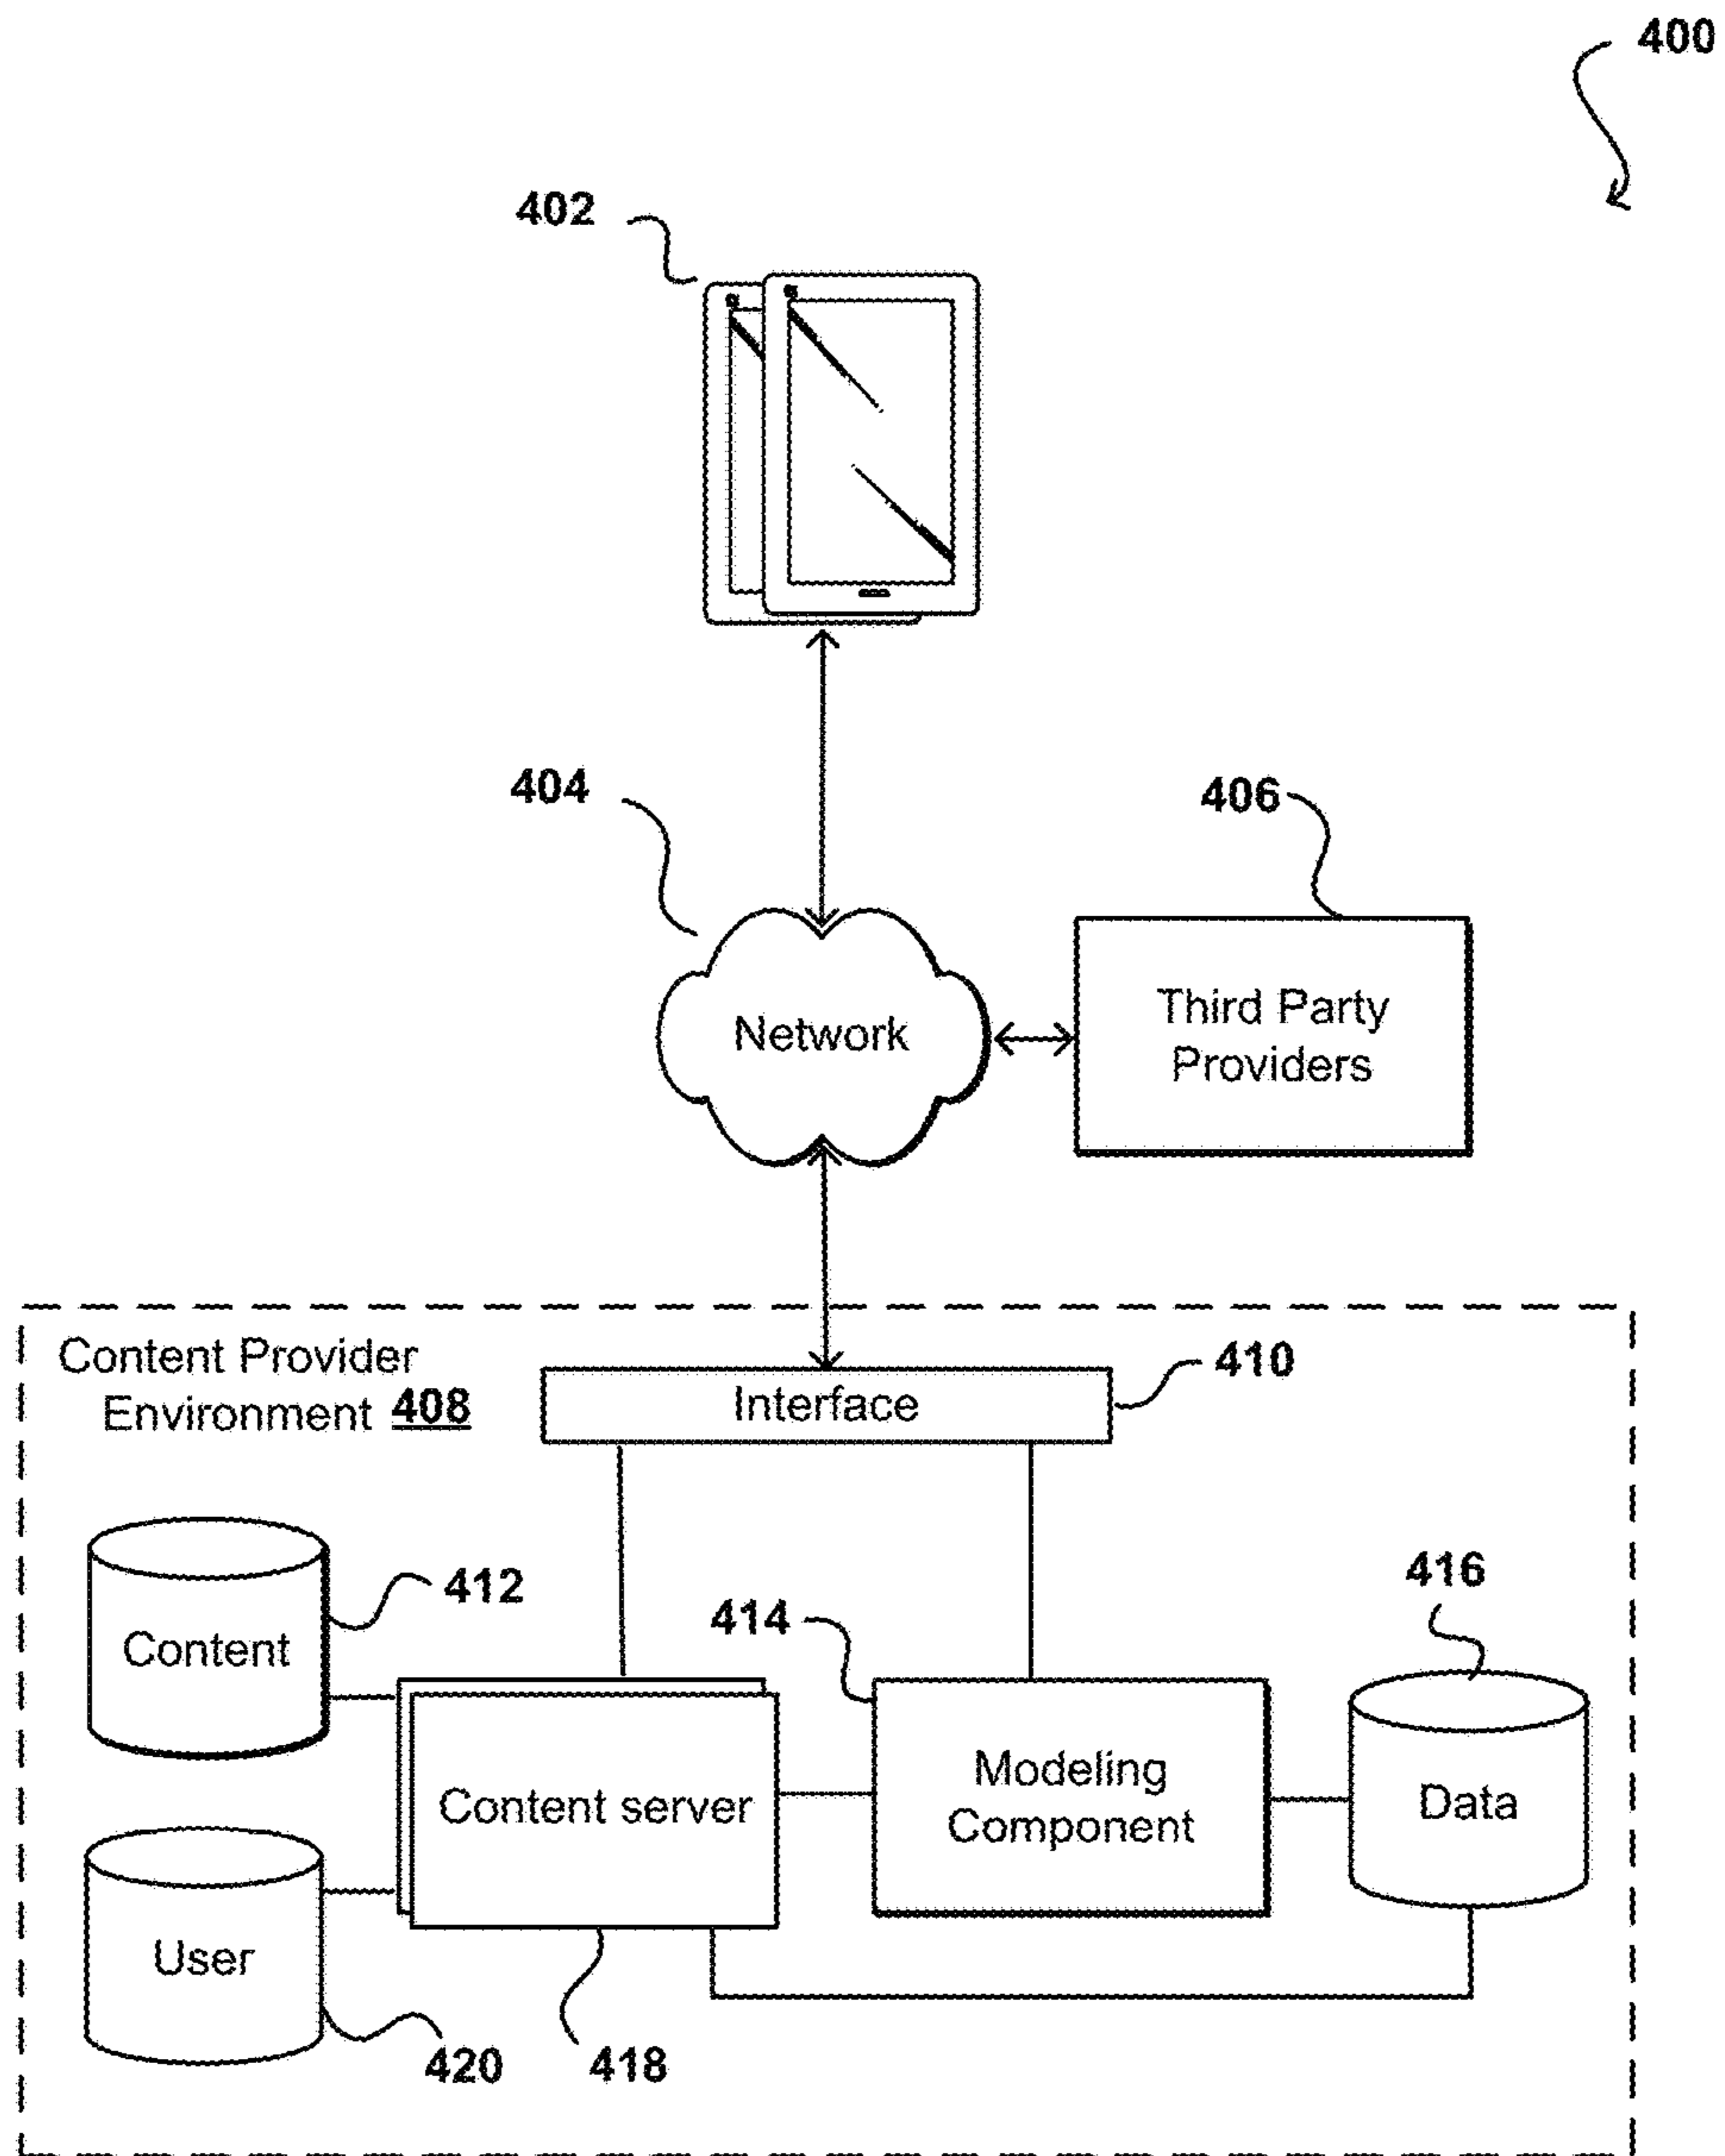 400
402
404
406
Network
Third Party
Providers
Content Provider
Environment 408
Interface
410
Content
412
414
416
Content server
Modeling
Component
Data
User
420
418